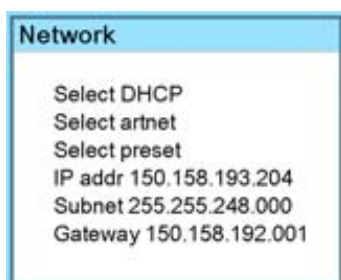 Network
Select DHCP
Select artnet
Select preset
IP addr 150.158.193.204
Subnet 255.255.248.000
Gateway 150.158.192.001